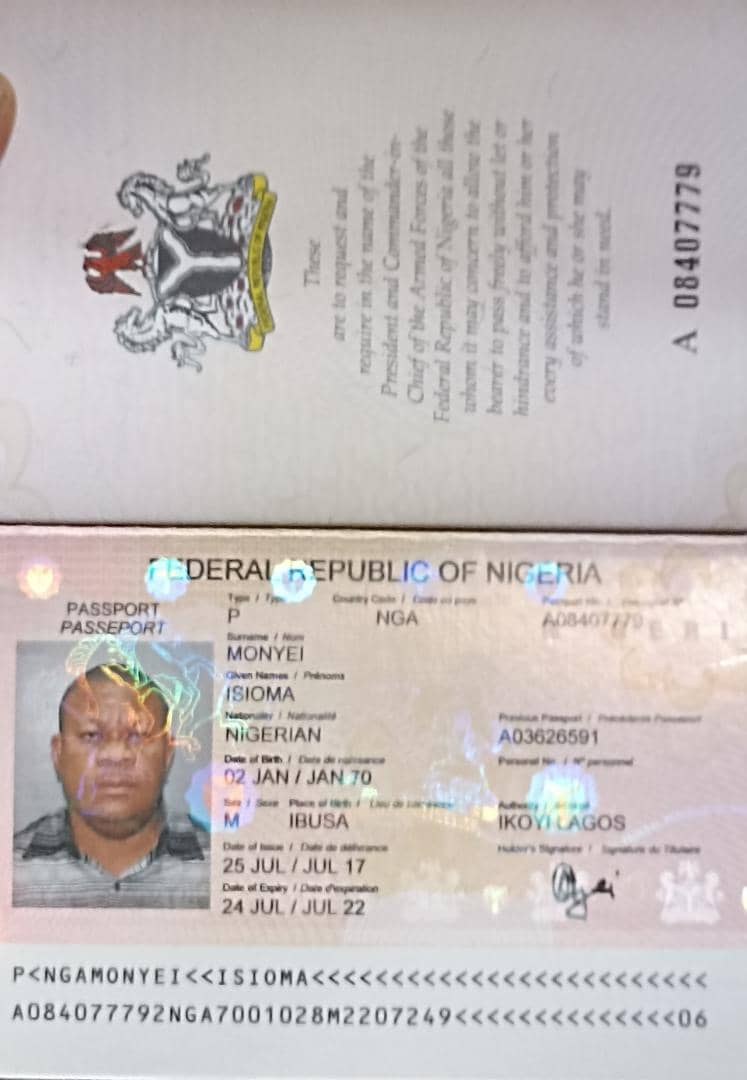 These
are to request and
require in the name of the
President and Commander-in-
Chief of the Armed Forces of the
Federal Republic of Nigeria all those
whom it may concern to allow the
bearer to pass freely without let or
hindrance and to afford him or her
every assistance and protection
of which he or she may
stand in need.
A 08407779
FEDERAL REPUBLIC OF NIGERIA
PASSPORT
PASSEPORT
Type / Type
P
Country Code / Code du pays
NGA
A08407779
Surname / Nom
MONYEI
Given Names / Prénoms
ISIOMA
Nationality / Nationalité
NIGERIAN
Previous Passport / Précédente Passeport
A03626591
Date of Birth / Date de naissance
02 JAN / JAN 70
Personal No. / N° personnel
Sex / Sexe
M
Place of Birth / Lieu de naissance
IBUSA
Authority /
IKOYI LAGOS
Date of Issue / Date de délivrance
25 JUL / JUL 17
Holder's Signature / Signature du Titulaire
Date of Expiry / Date d'expiration
24 JUL / JUL 22
P<NGAMONYEI<<ISIOMA<<<<<<<<<<<<<<<<<<<<<<<<<
A084077792NGA7001028M2207249<<<<<<<<<<<<<<06